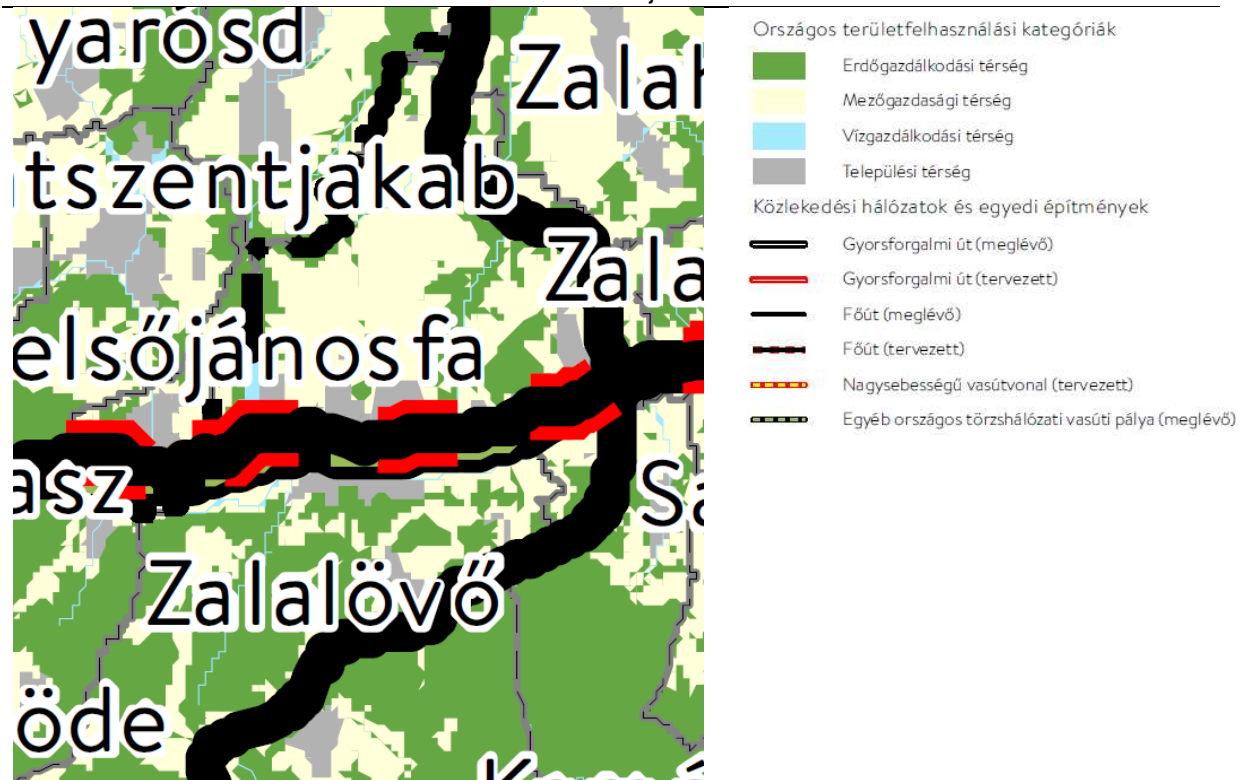 yarósd
Zalah
tszentjakab
Zala
elsőjánosfa
asz
Sa
Zalalövő
öde
Országos területfelhasználási kategóriák
Erdőgazdálkodási térség
Mezőgazdasági térség
Vízgazdálkodási térség
Települési térség
Közlekedési hálózatok és egyedi építmények
Gyorsforgalmi út (meglévő)
Gyorsforgalmi út (tervezett)
Főút (meglévő)
Főút (tervezett)
Nagysebességű vasútvonal (tervezett)
Egyéb országos törzshálózati vasúti pálya (meglévő)